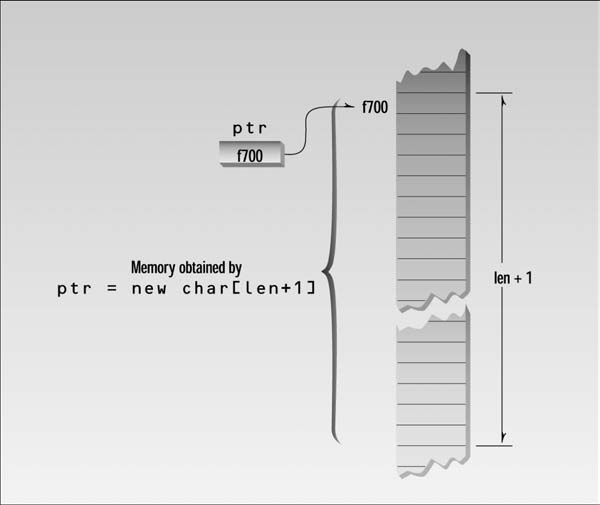 f700
ptr
f700
Memory obtained by
ptr = new char[len+1]
len + 1